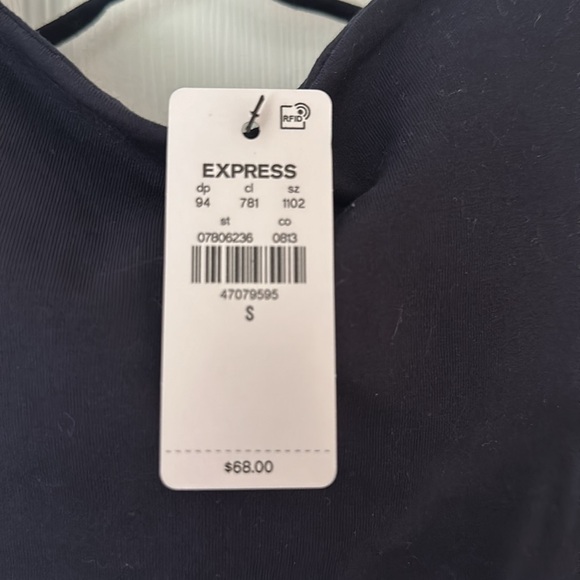 RFID
EXPRESS
dp cl sz
94 781 1102
st co
07806236 0813
47079595
S
$68.00